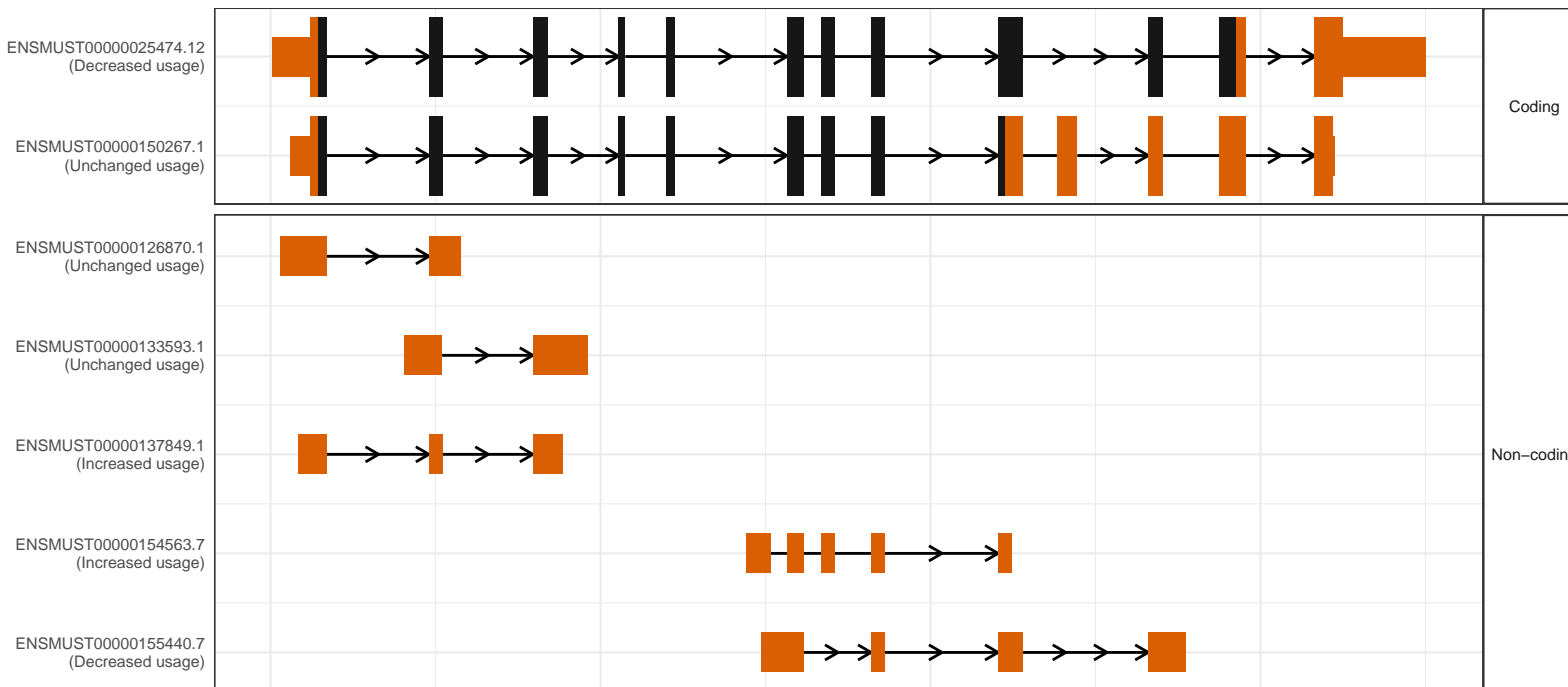 ENSMUST00000025474.12
(Decreased usage)
ENSMUST00000150267.1
(Unchanged usage)
Coding
ENSMUST00000126870.1
(Unchanged usage)
ENSMUST00000133593.1
(Unchanged usage)
ENSMUST00000137849.1
(Increased usage)
Non−codin
ENSMUST00000154563.7
(Increased usage)
ENSMUST00000155440.7
(Decreased usage)